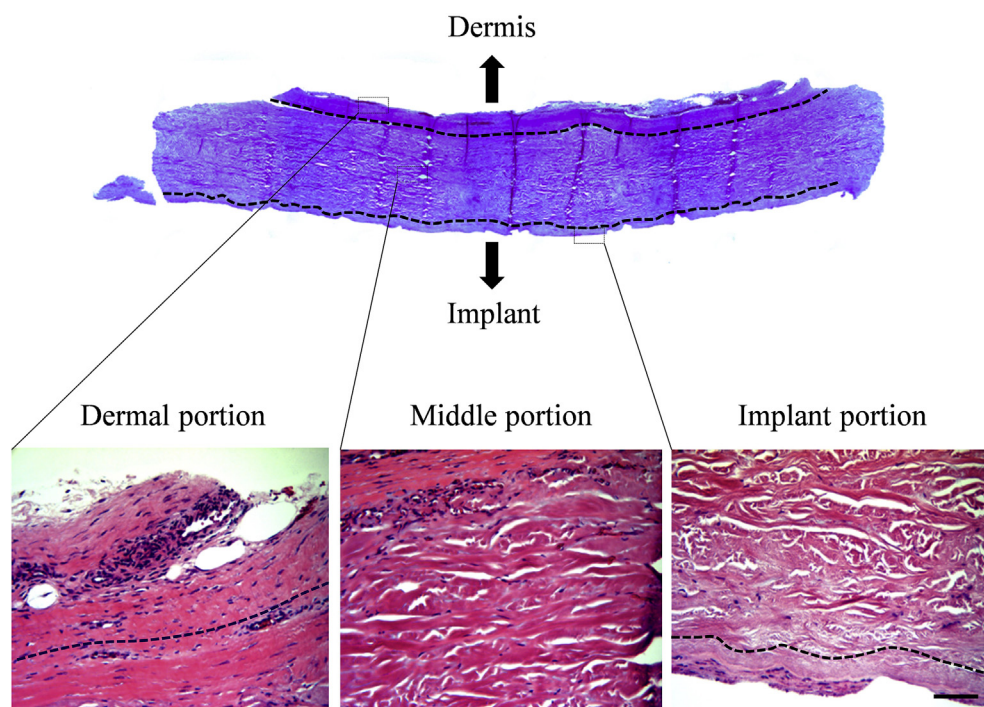 Dermis
Implant
Dermal portion
Middle portion
Implant portion